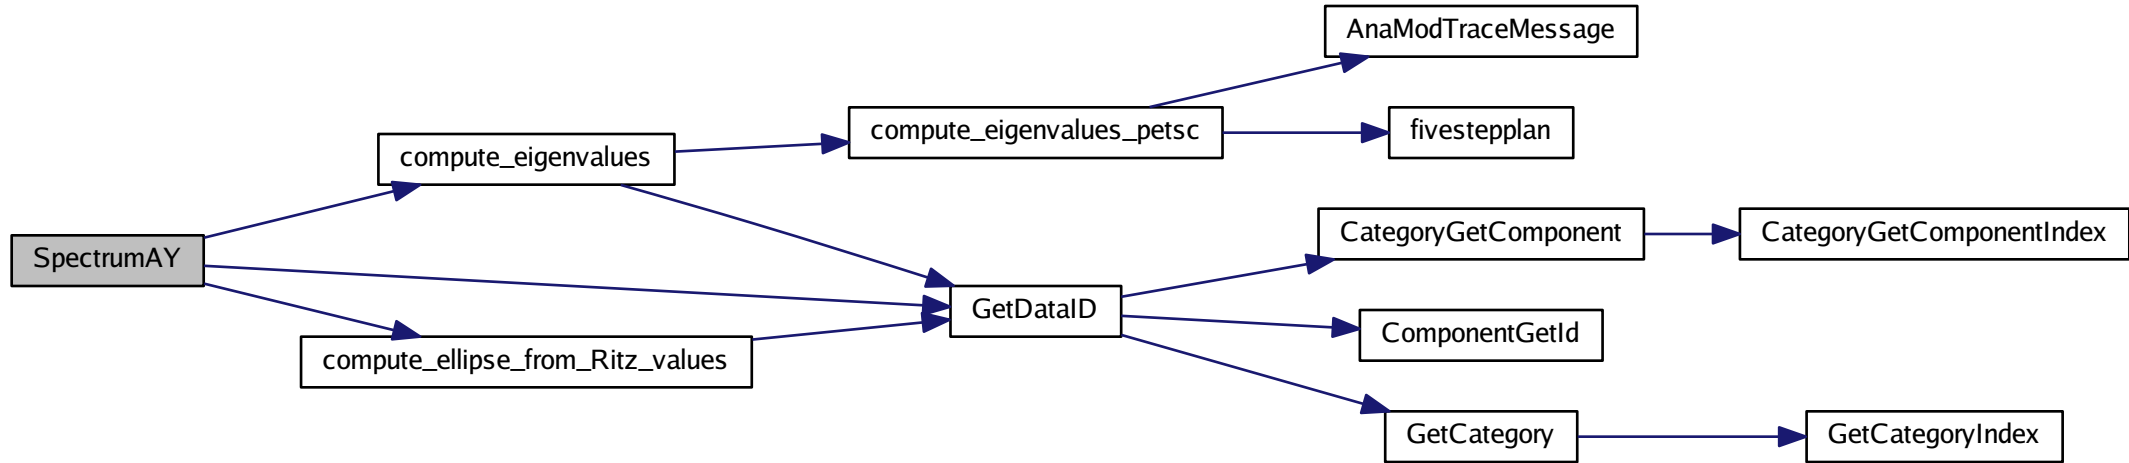 SpectrumAY
compute_eigenvalues
compute_ellipse_from_Ritz_values
compute_eigenvalues_petsc
GetDataID
AnaModTraceMessage
fivestepplan
CategoryGetComponent
ComponentGetId
GetCategory
CategoryGetComponentIndex
GetCategoryIndex